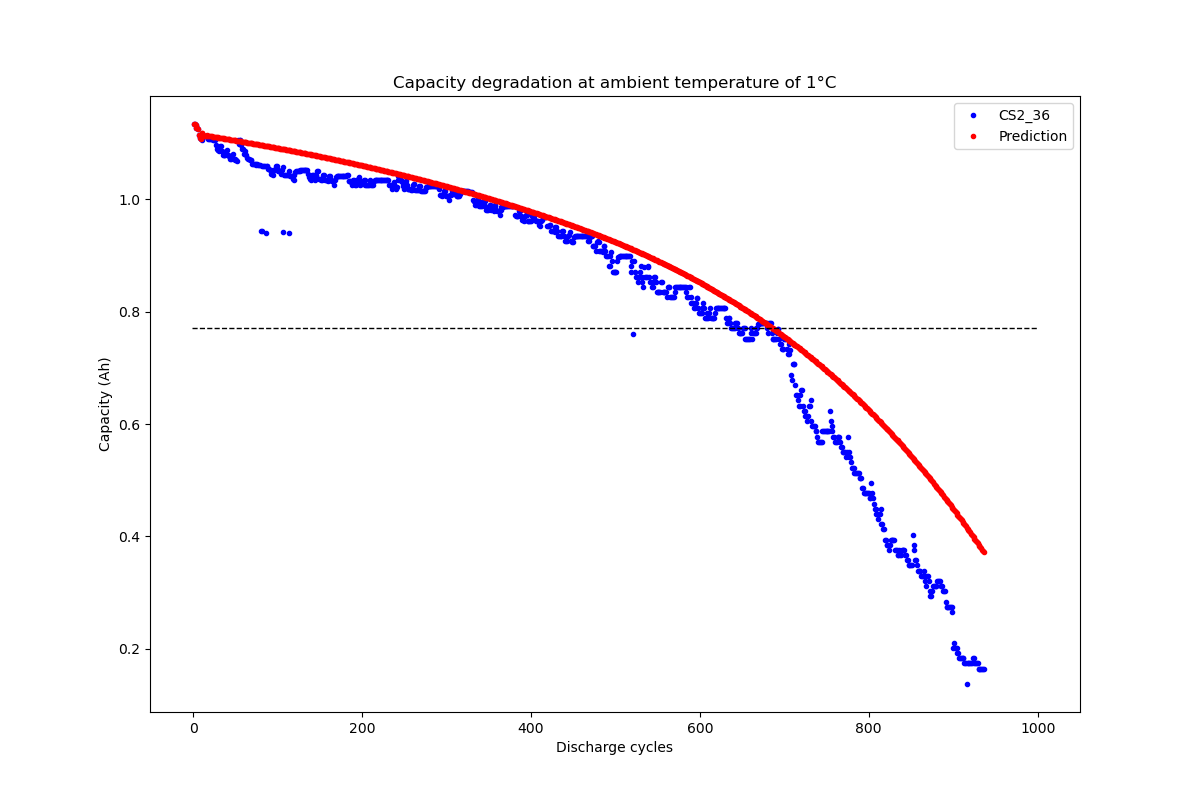 Capacity degradation at ambient temperature of 1°C
CS2_36
Prediction
1.0
0.8
0.6
0.4
0.2
Capacity (Ah)
0 200 400 600 800 1000
Discharge cycles